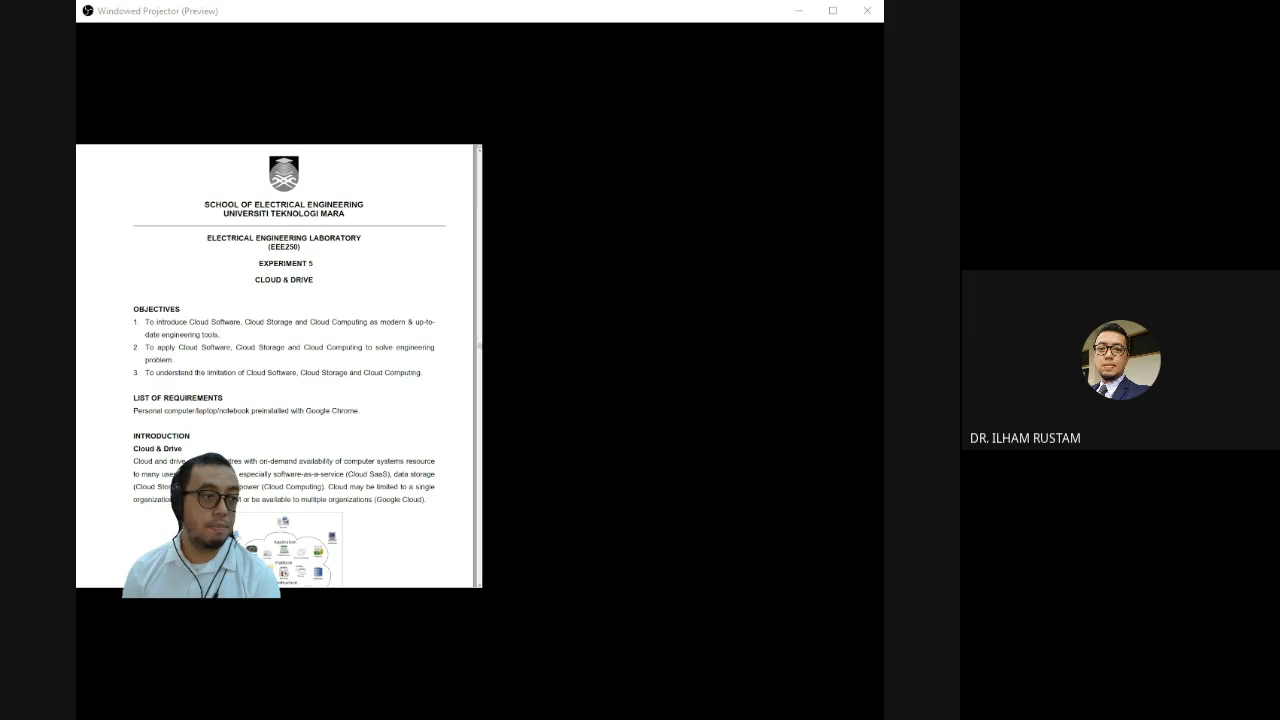 Windowed Projector (Preview)
SCHOOL OF ELECTRICAL ENGINEERING
UNIVERSITI TEKNOLOGI MARA
ELECTRICAL ENGINEERING LABORATORY
(EEE250)
EXPERIMENT 5
CLOUD & DRIVE
OBJECTIVES
1. To introduce Cloud Software, Cloud Storage and Cloud Computing as modern & up-to-
date engineering tools.
2. To apply Cloud Software, Cloud Storage and Cloud Computing to solve engineering
problem.
3. To understand the limitation of Cloud Software, Cloud Storage and Cloud Computing.
LIST OF REQUIREMENTS
Personal computer/laptop/notebook preinstalled with Google Chrome.
INTRODUCTION
Cloud & Drive
Cloud and drive with on-demand availability of computer systems resource
to many especially software-as-a-service (Cloud SaaS), data storage
(Cloud power (Cloud Computing). Cloud may be limited to a single
or be available to multiple organizations (Google Cloud).
Application
Platform
DR. ILHAM RUSTAM